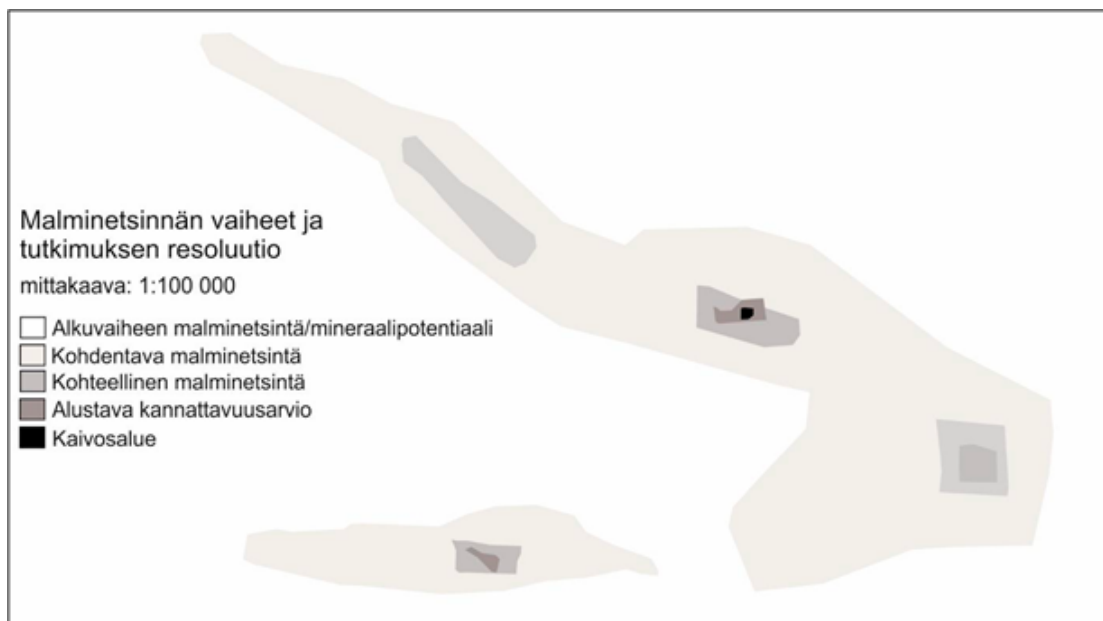 Malminetsinnän vaiheet ja
tutkimuksen resoluutio
mittakaava: 1:100 000
Alkuvaiheen malminetsintä/mineraalipotentiaali
Kohdentava malminetsintä
Kohteellinen malminetsintä
Alustava kannattavuusarvio
Kaivosalue